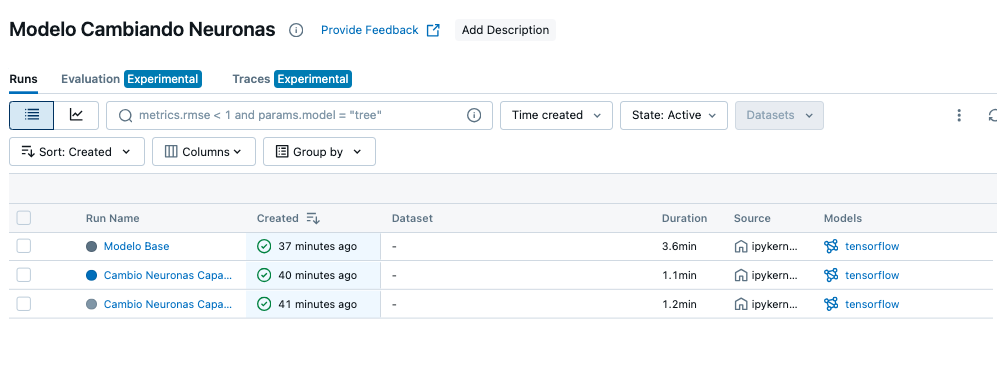 Modelo Cambiando Neuronas Provide Feedback Add Description
Runs Evaluation Experimental Traces Experimental
metrics.rmse < 1 and params.model = "tree" Time created State: Active Datasets
Sort: Created Columns Group by
Run Name Created Dataset Duration Source Models
Modelo Base 37 minutes ago - 3.6min ipykern... tensorflow
Cambio Neuronas Capa... 40 minutes ago - 1.1min ipykern... tensorflow
Cambio Neuronas Capa... 41 minutes ago - 1.2min ipykern... tensorflow